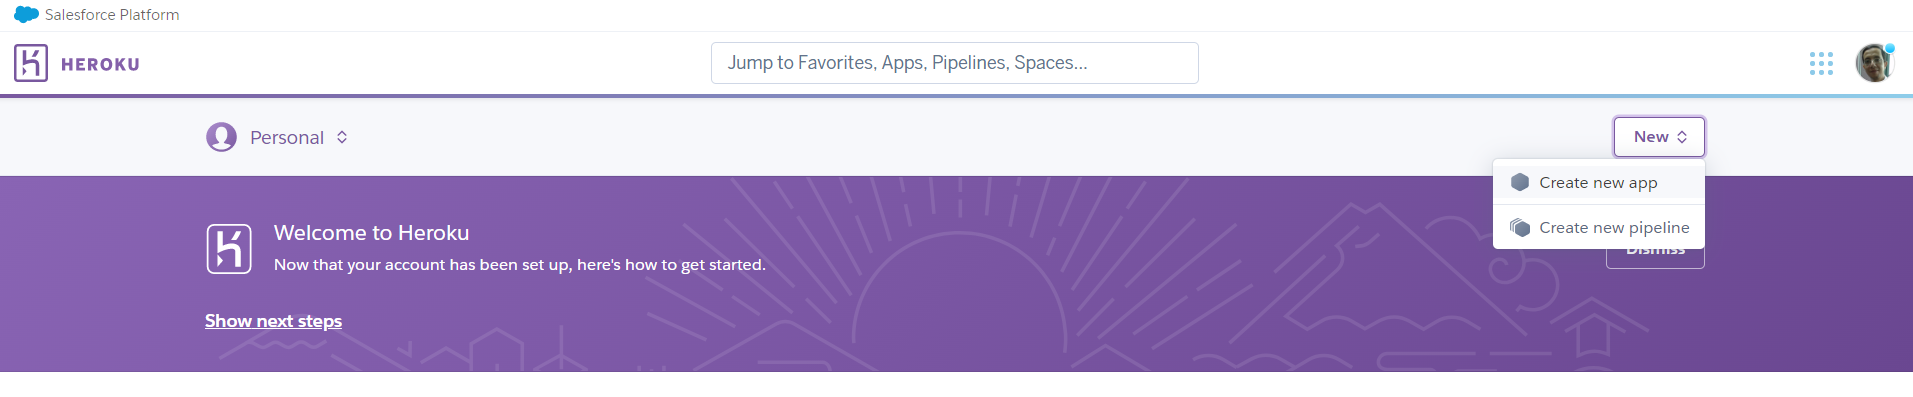 Salesforce Platform
HEROKU
Jump to Favorites, Apps, Pipelines, Spaces...
Personal
New
Create new app
Create new pipeline
Dismiss
Welcome to Heroku
Now that your account has been set up, here's how to get started.
Show next steps